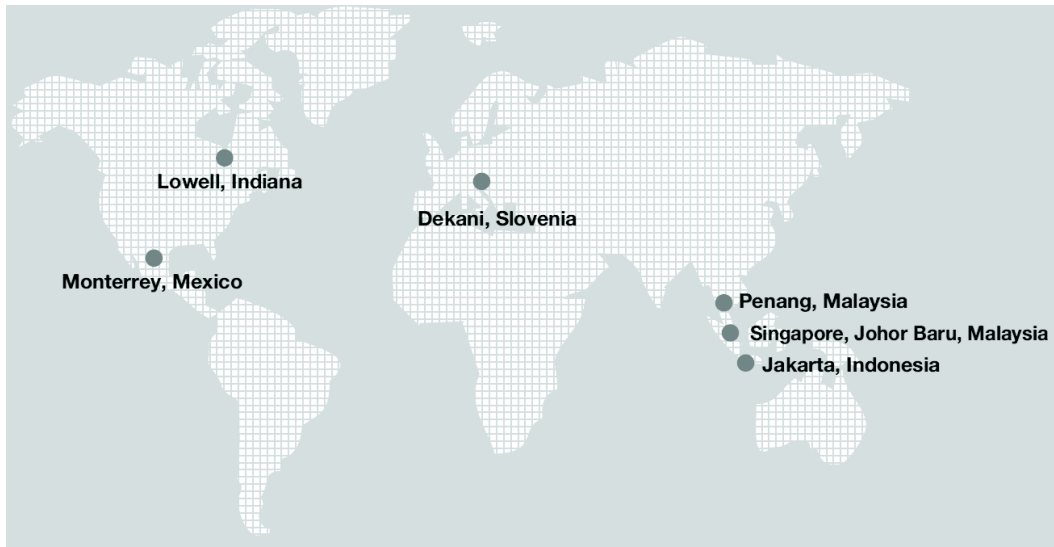 Lowell, Indiana
Dekani, Slovenia
Monterrey, Mexico
Penang, Malaysia
Singapore, Johor Baru, Malaysia
Jakarta, Indonesia